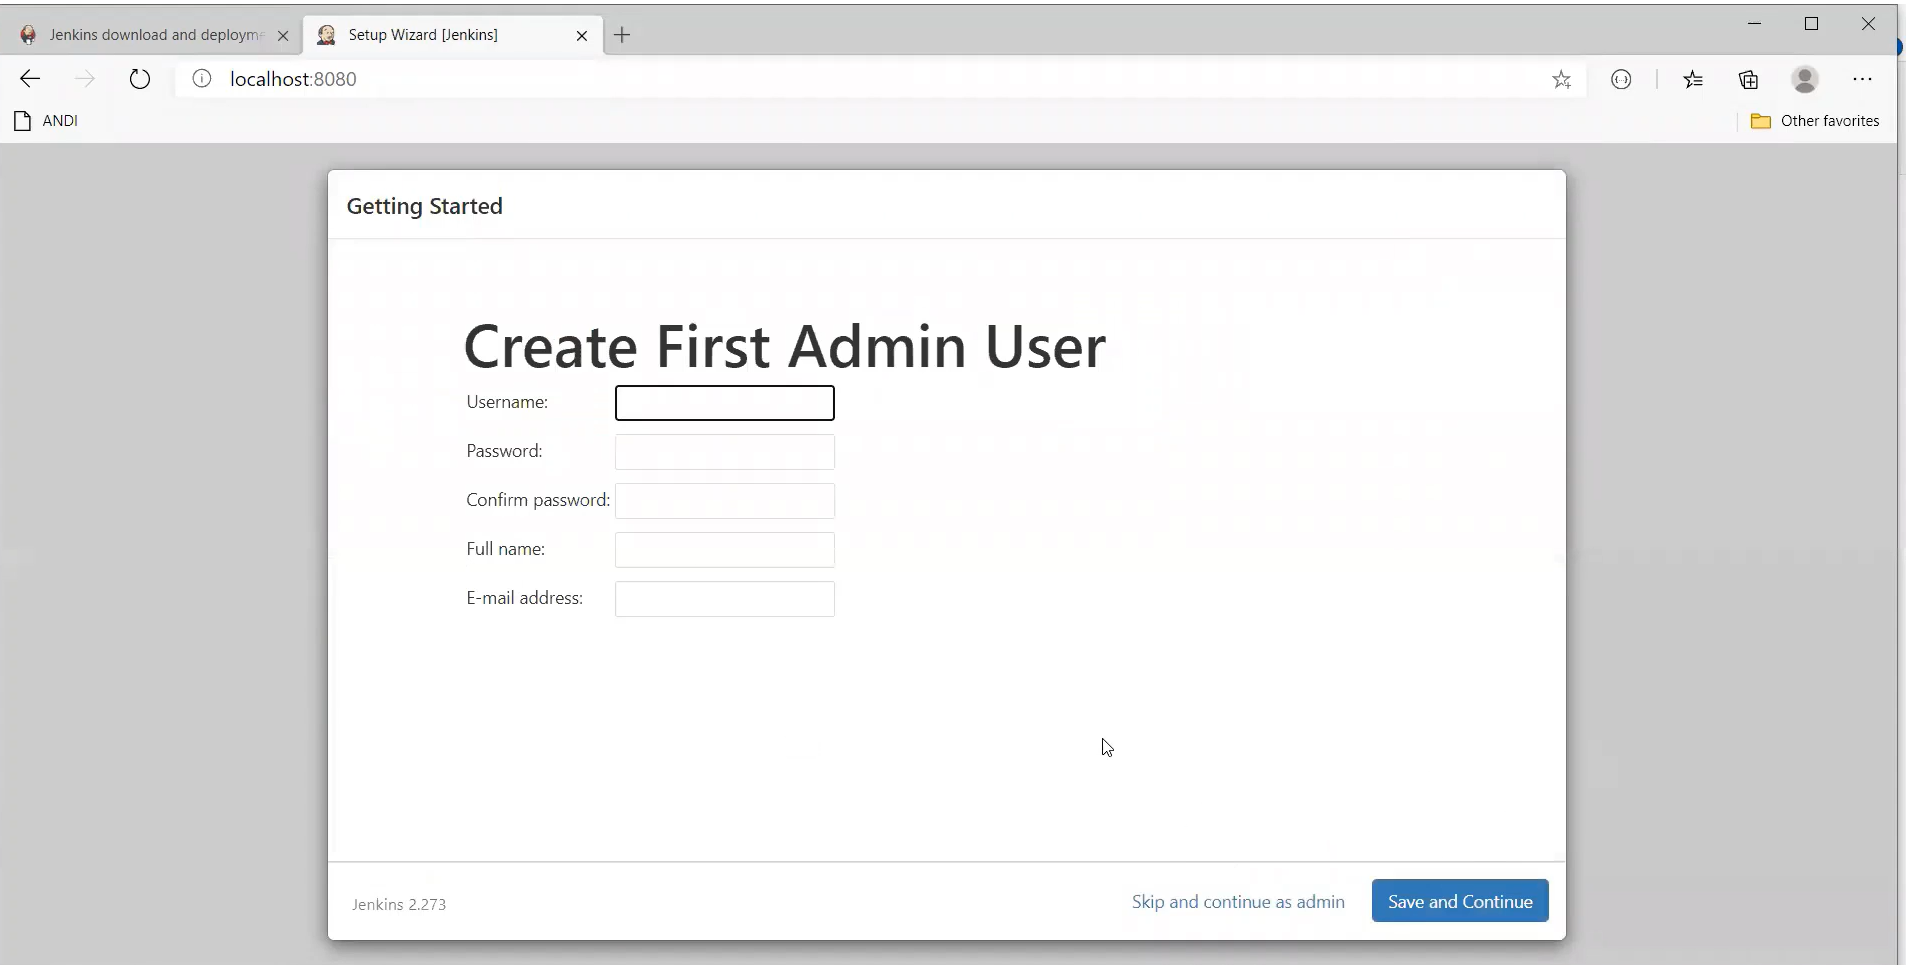 Jenkins download and deployme
Setup Wizard [Jenkins]
localhost:8080
ANDI
Other favorites
Getting Started
Create First Admin User
Username:
Password:
Confirm password:
Full name:
E-mail address:
Jenkins 2.273
Skip and continue as admin
Save and Continue